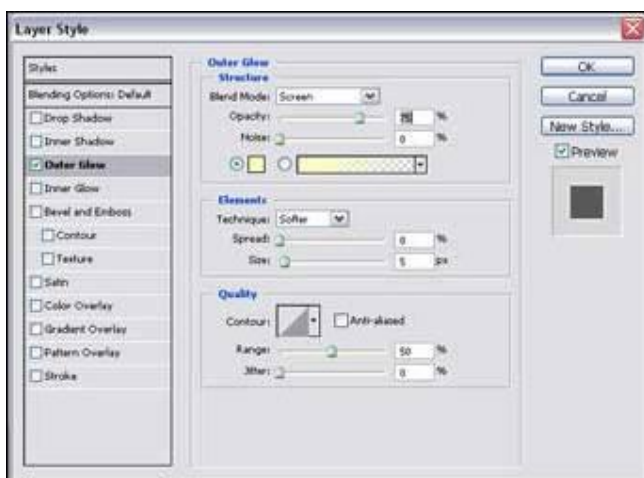 Layer Style
Styles
Blending Options: Default
Drop Shadow
Inner Shadow
Outer Glow
Inner Glow
Bevel and Emboss
Contour
Texture
Satin
Color Overlay
Gradient Overlay
Pattern Overlay
Stroke
Outer Glow
Structure
Blend Mode: Screen
Opacity: 75 %
Noise: 0 %
Elements
Technique: Softer
Spread: 0 %
Size: 5 px
Quality
Contour: Anti-aliased
Range: 50 %
Jitter: 0 %
OK
Cancel
New Style...
Preview